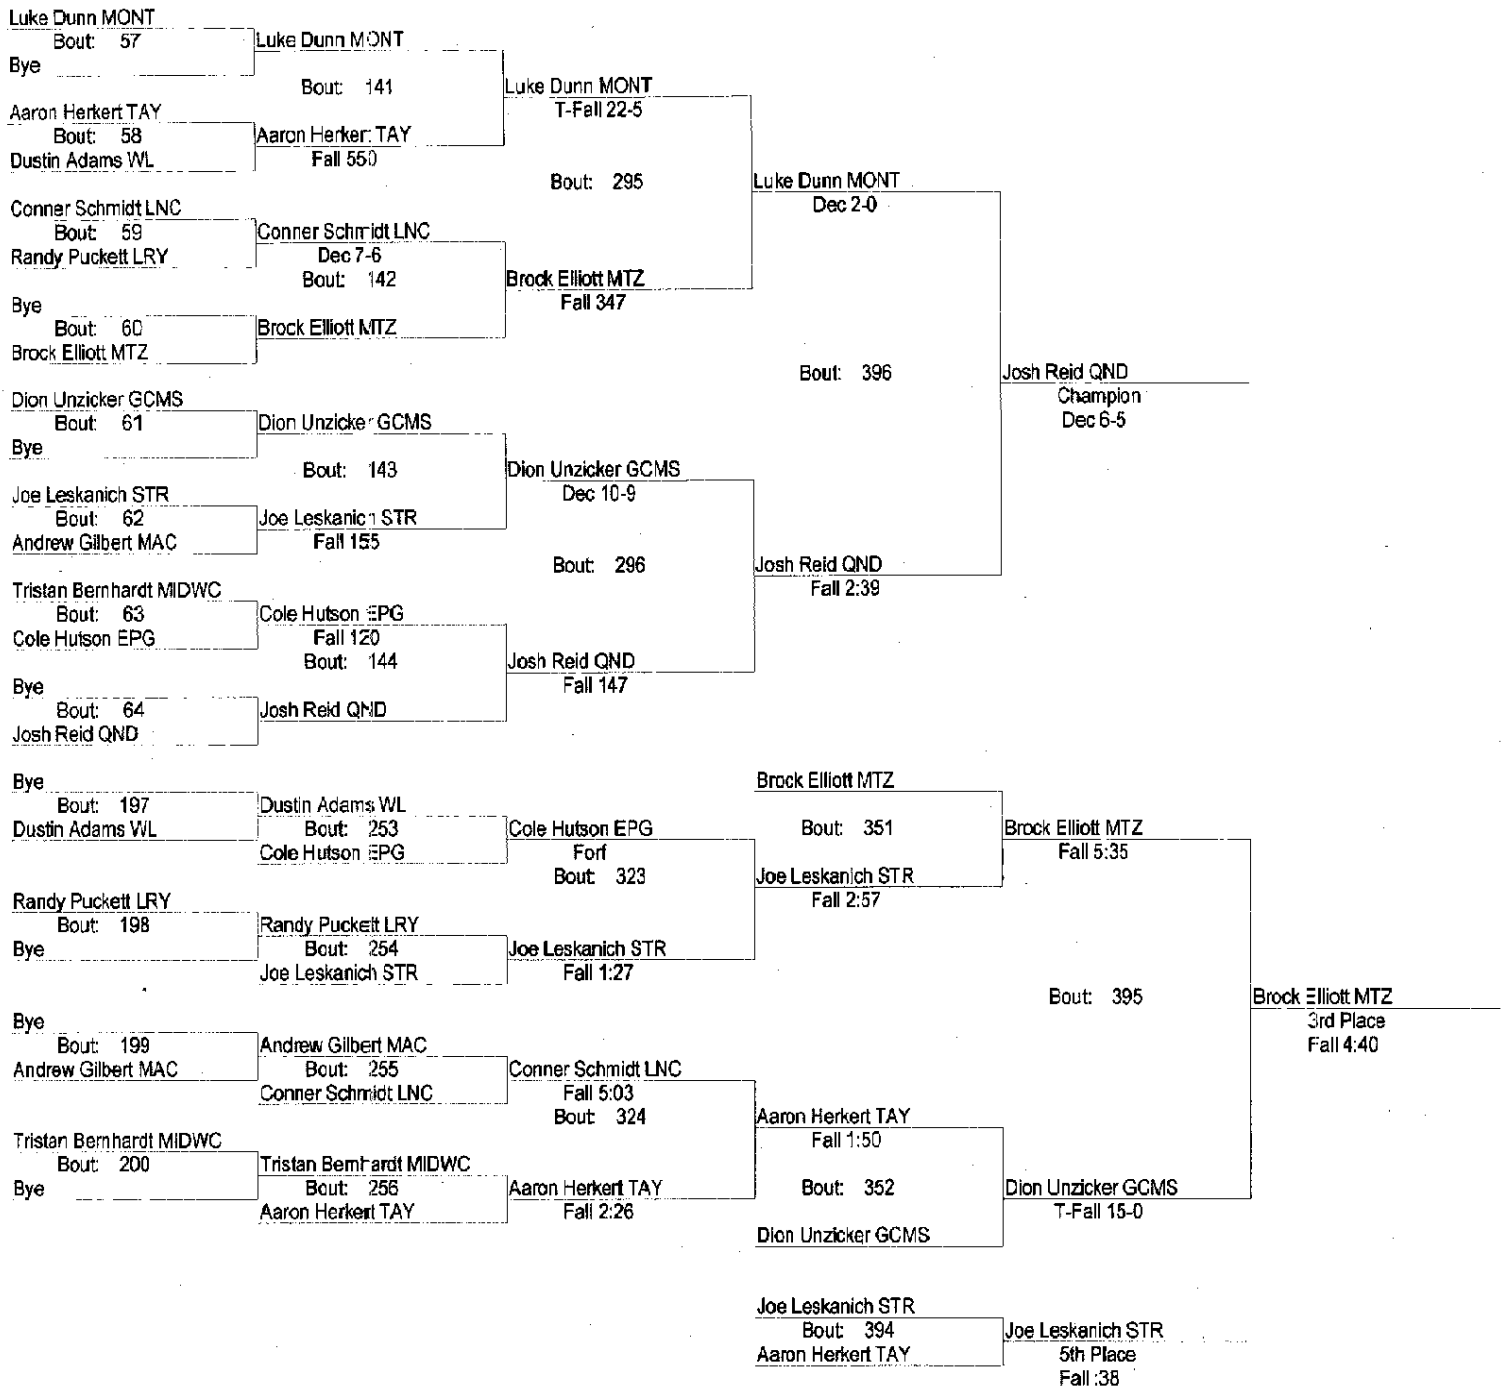 Luke Dunn MONT
Bout: 57
Bye
Luke Dunn MONT
Bout: 141
Aaron Herkert TAY
Bout: 58
Dustin Adams WL
Aaron Herkert TAY
Fall 550
Luke Dunn MONT
T-Fall 22-5
Bout: 295
Conner Schmidt LNC
Bout: 59
Randy Puckett LRY
Conner Schmidt LNC
Dec 7-6
Bout: 142
Bye
Bout: 60
Brock Elliott MTZ
Brock Elliott MTZ
Brock Elliott MTZ
Fall 347
Luke Dunn MONT
Dec 2-0
Bout: 396
Dion Unzicker GCMS
Bout: 61
Bye
Dion Unzicker GCMS
Bout: 143
Joe Leskanich STR
Bout: 62
Andrew Gilbert MAC
Joe Leskanich STR
Fall 155
Dion Unzicker GCMS
Dec 10-9
Bout: 296
Tristan Bernhardt MIDWC
Bout: 63
Cole Hutson EPG
Cole Hutson EPG
Fall 120
Bout: 144
Bye
Bout: 64
Josh Reid QND
Josh Reid QND
Josh Reid QND
Fall 147
Josh Reid QND
Fall 2:39
Josh Reid QND
Champion
Dec 6-5
Bye
Bout: 197
Dustin Adams WL
Dustin Adams WL
Bout: 253
Cole Hutson EPG
Cole Hutson EPG
Forf
Bout: 323
Randy Puckett LRY
Bout: 198
Bye
Randy Puckett LRY
Bout: 254
Joe Leskanich STR
Joe Leskanich STR
Fall 1:27
Brock Elliott MTZ
Bout: 351
Joe Leskanich STR
Fall 2:57
Brock Elliott MTZ
Fall 5:35
Bout: 395
Bye
Bout: 199
Andrew Gilbert MAC
Andrew Gilbert MAC
Bout: 255
Conner Schmidt LNC
Conner Schmidt LNC
Fall 5:03
Bout: 324
Tristan Bernhardt MIDWC
Bout: 200
Bye
Tristan Bernhardt MIDWC
Bout: 256
Aaron Herkert TAY
Aaron Herkert TAY
Fall 2:26
Aaron Herkert TAY
Fall 1:50
Bout: 352
Dion Unzicker GCMS
Dion Unzicker GCMS
T-Fall 15-0
Brock Elliott MTZ
3rd Place
Fall 4:40
Joe Leskanich STR
Bout: 394
Aaron Herkert TAY
Joe Leskanich STR
5th Place
Fall :38